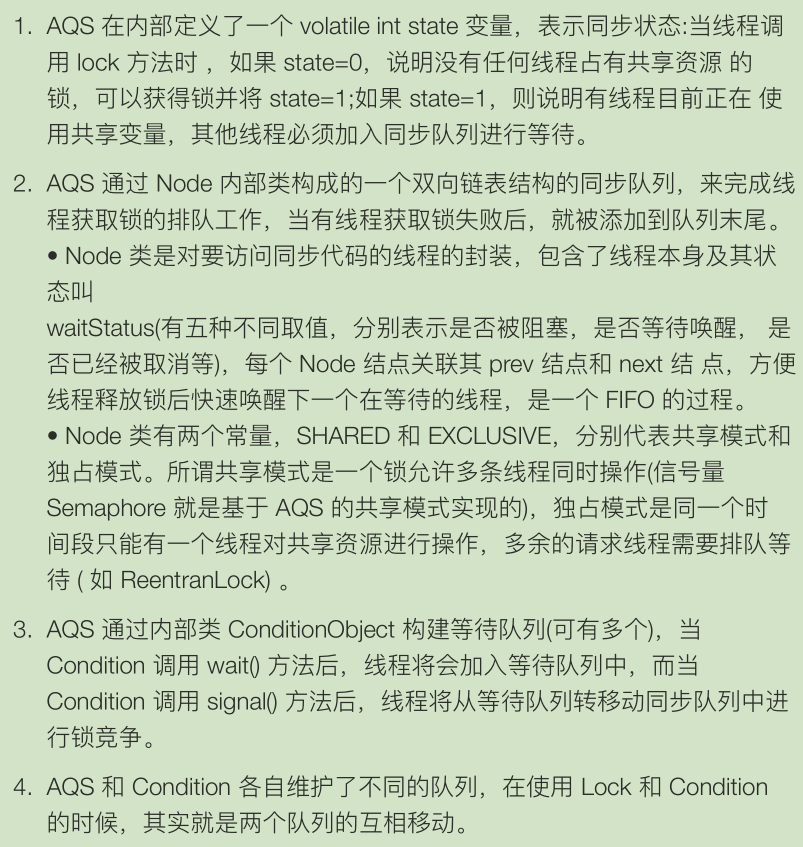 1. AQS 在内部定义了一个 volatile int state 变量，表示同步状态:当线程调
用 lock 方法时 ，如果 state=0，说明没有任何线程占有共享资源 的
锁，可以获得锁并将 state=1;如果 state=1，则说明有线程目前正在 使
用共享变量，其他线程必须加入同步队列进行等待。
2. AQS 通过 Node 内部类构成的一个双向链表结构的同步队列，来完成线
程获取锁的排队工作，当有线程获取锁失败后，就被添加到队列末尾。
• Node 类是对要访问同步代码的线程的封装，包含了线程本身及其状
态叫
waitStatus(有五种不同取值，分别表示是否被阻塞，是否等待唤醒， 是
否已经被取消等)，每个 Node 结点关联其 prev 结点和 next 结 点，方便
线程释放锁后快速唤醒下一个在等待的线程，是一个 FIFO 的过程。
• Node 类有两个常量，SHARED 和 EXCLUSIVE，分别代表共享模式和
独占模式。所谓共享模式是一个锁允许多条线程同时操作(信号量
Semaphore 就是基于 AQS 的共享模式实现的)，独占模式是同一个时
间段只能有一个线程对共享资源进行操作，多余的请求线程需要排队等
待 ( 如 ReentranLock) 。
3. AQS 通过内部类 ConditionObject 构建等待队列(可有多个)，当
Condition 调用 wait() 方法后，线程将会加入等待队列中，而当
Condition 调用 signal() 方法后，线程将从等待队列转移动同步队列中进
行锁竞争。
4. AQS 和 Condition 各自维护了不同的队列，在使用 Lock 和 Condition
的时候，其实就是两个队列的互相移动。